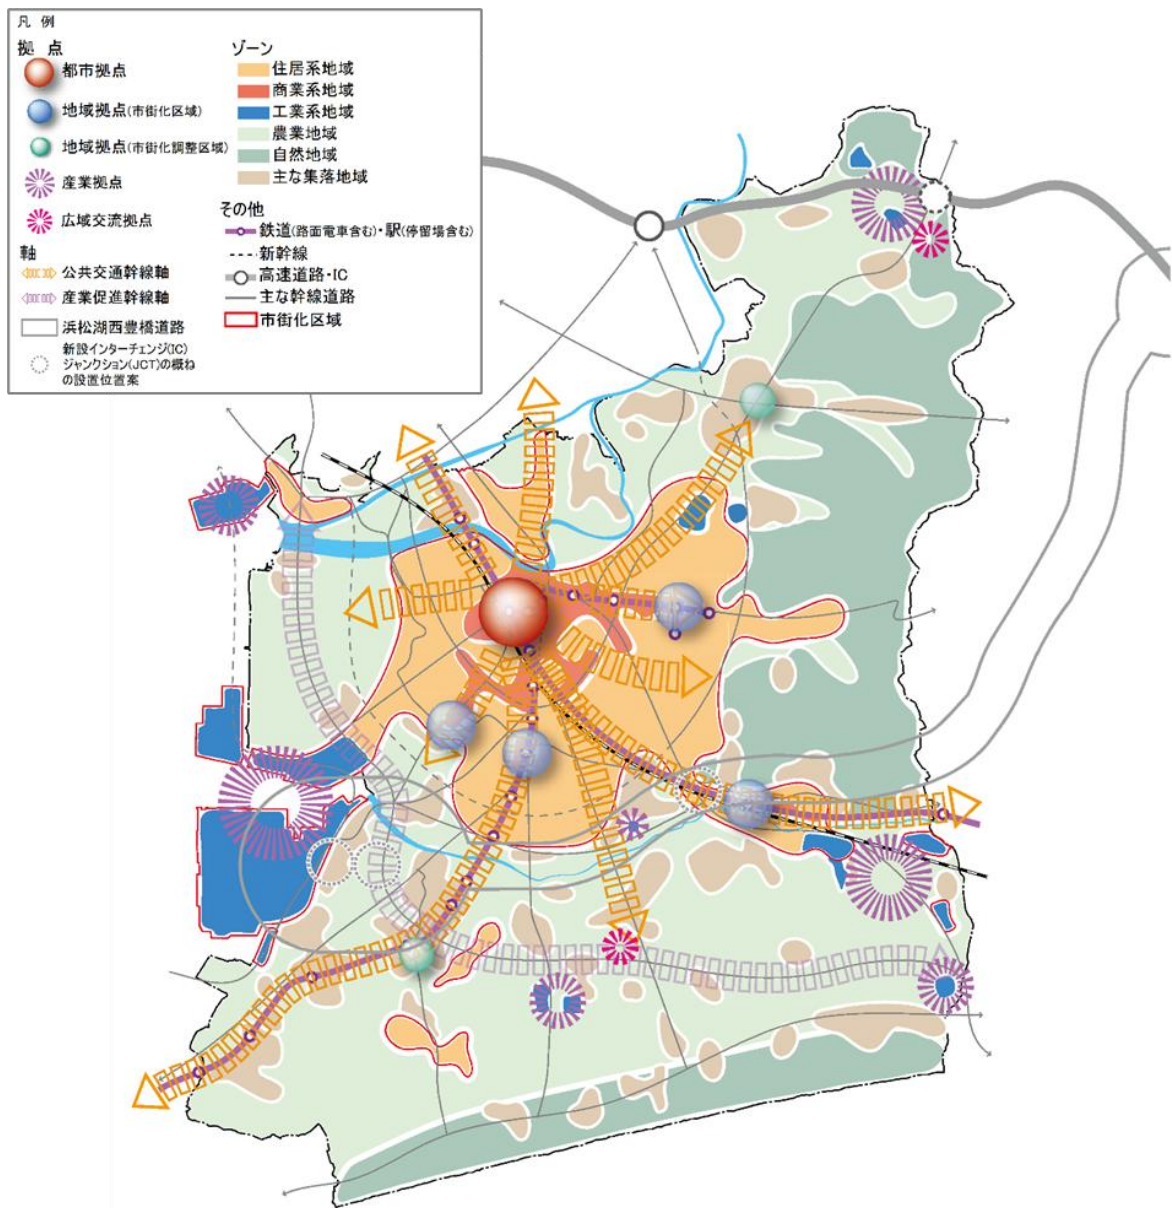 凡 例
拠 点
都市拠点
地域拠点(市街化区域)
地域拠点(市街化調整区域)
産業拠点
広域交流拠点
軸
公共交通幹線軸
産業促進幹線軸
浜松湖西豊橋道路
新設インターチェンジ(IC)
ジャンクション(JCT)の概ね
の設置位置案
ゾーン
住居系地域
商業系地域
工業系地域
農業地域
自然地域
主な集落地域
その他
鉄道(路面電車含む)・駅(停留場含む)
新幹線
高速道路・IC
主な幹線道路
市街化区域